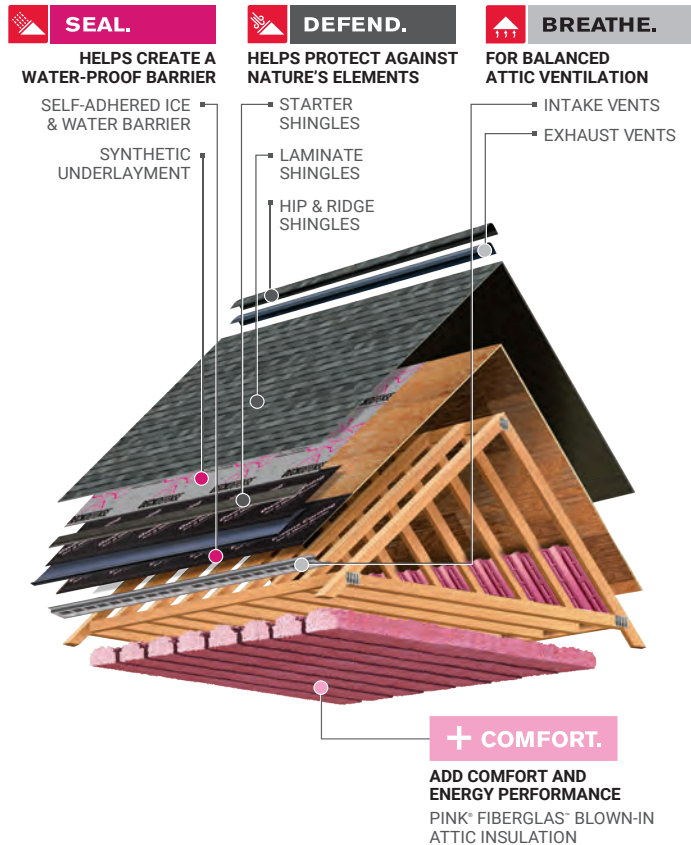 SEAL.
HELPS CREATE A
WATER-PROOF BARRIER
SELF-ADHERED ICE
& WATER BARRIER
SYNTHETIC
UNDERLAYMENT
DEFEND.
HELPS PROTECT AGAINST
NATURE'S ELEMENTS
STARTER
SHINGLES
LAMINATE
SHINGLES
HIP & RIDGE
SHINGLES
BREATHE.
FOR BALANCED
ATTIC VENTILATION
INTAKE VENTS
EXHAUST VENTS
+ COMFORT.
ADD COMFORT AND
ENERGY PERFORMANCE
PINK® FIBERGLAS™ BLOWN-IN
ATTIC INSULATION